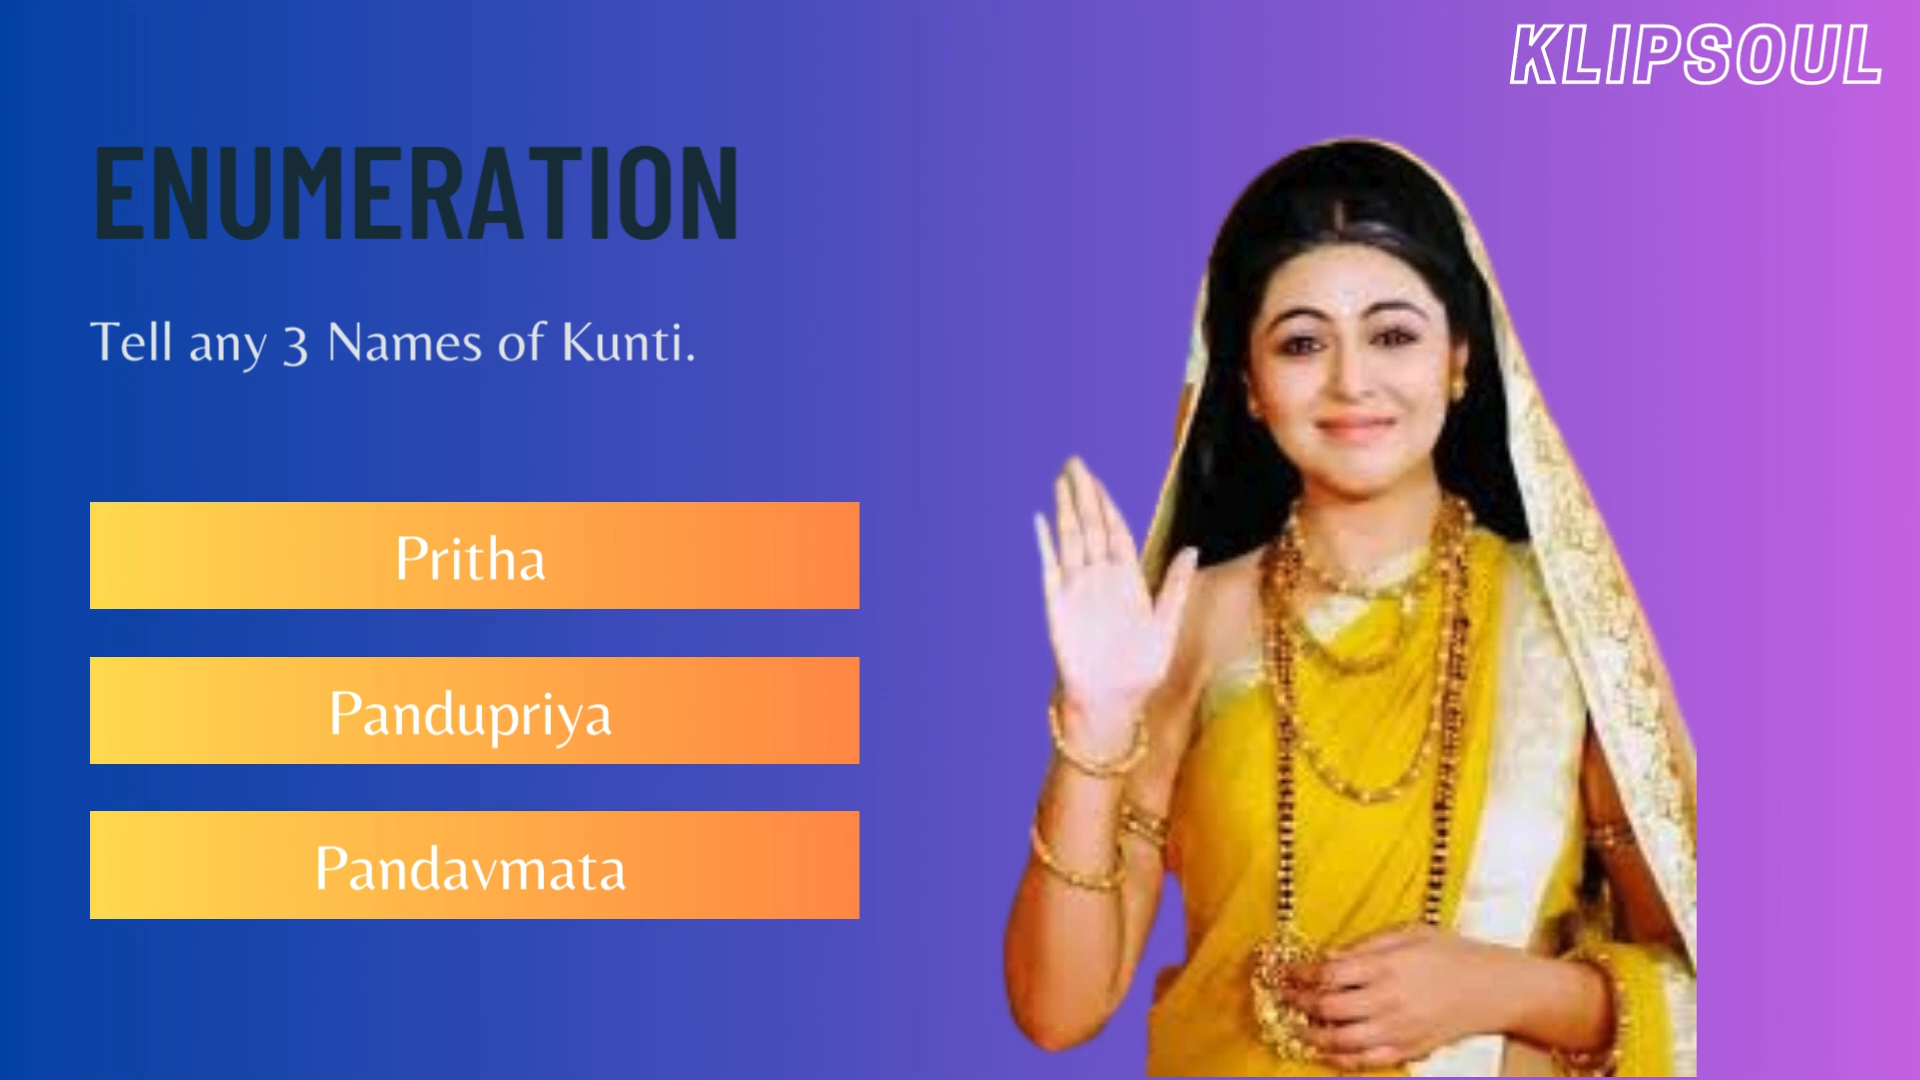 KLIPSOUL
ENUMERATION
Tell any 3 Names of Kunti.
Pritha
Pandupriya
Pandavmata